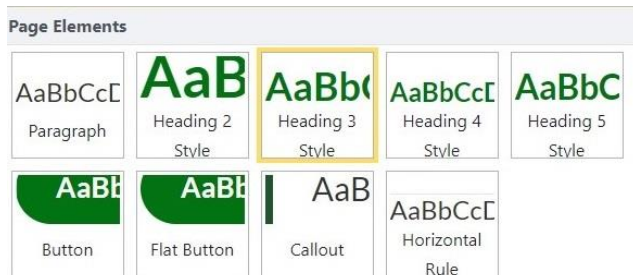 Page Elements
AaBbCcD
AaB
AaBb(
AaBbCcD
AaBbC
Paragraph
Heading 2
Style
Heading 3
Style
Heading 4
Style
Heading 5
Style
AaBb
AaBb
AaB
AaBbCcD
Button
Flat Button
Callout
Horizontal
Rule